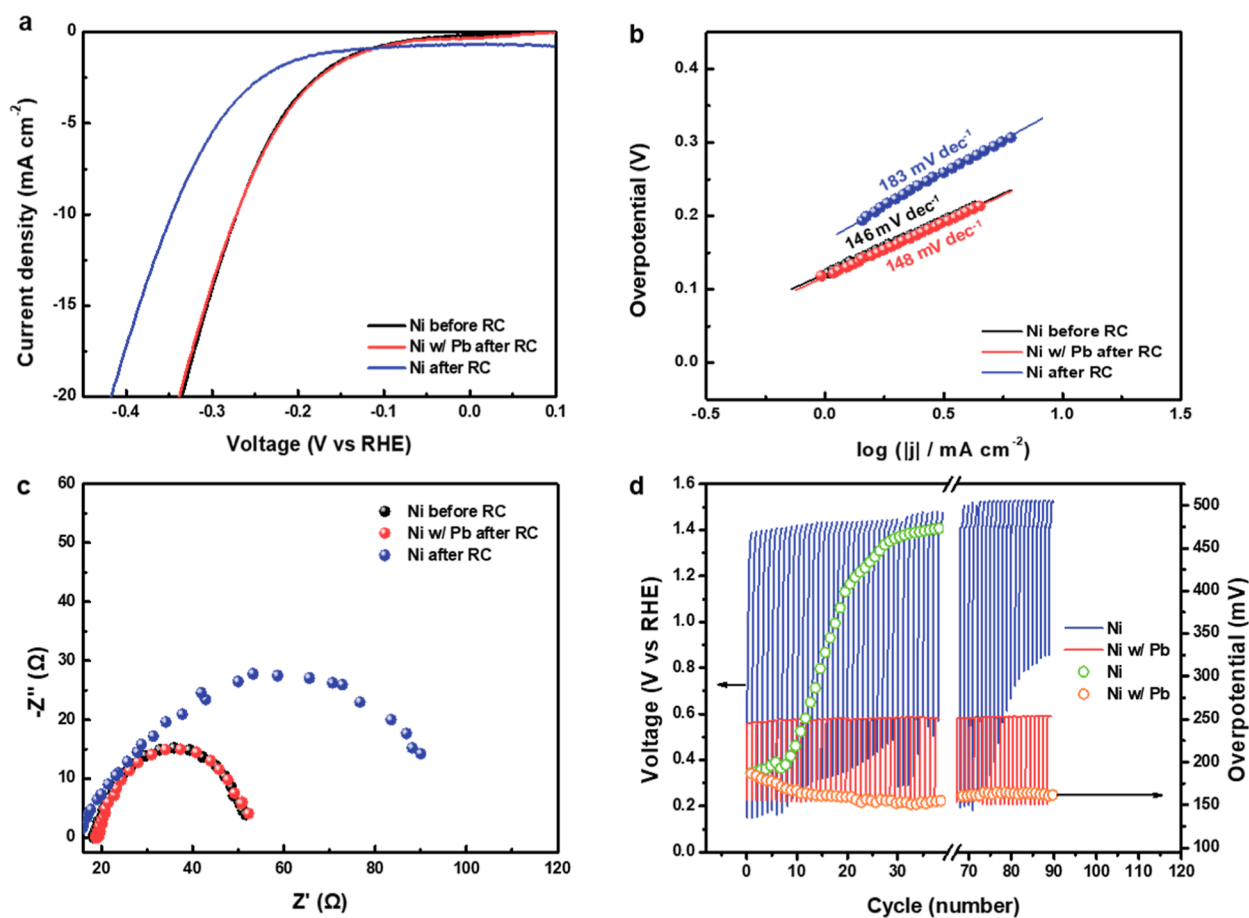 a
0
-5
-10
-15
-20
-0.4
-0.3
-0.2
-0.1
0.0
0.1
Current density (mA cm⁻²)
Voltage (V vs RHE)
Ni before RC
Ni w/ Pb after RC
Ni after RC
b
0.4
0.3
0.2
0.1
0.0
-0.5
0.0
0.5
1.0
1.5
Overpotential (V)
log (|j| / mA cm⁻²)
183 mV dec⁻¹
146 mV dec⁻¹
148 mV dec⁻¹
Ni before RC
Ni w/ Pb after RC
Ni after RC
c
60
50
40
30
20
10
0
20
40
60
80
100
120
-Z'' (Ω)
Z' (Ω)
Ni before RC
Ni w/ Pb after RC
Ni after RC
d
1.6
1.4
1.2
1.0
0.8
0.6
0.4
0.2
0.0
500
450
400
350
300
250
200
150
100
0
10
20
30
40
70
80
90
100
110
120
Voltage (V vs RHE)
Overpotential (mV)
Cycle (number)
Ni
Ni w/ Pb
Ni
Ni w/ Pb